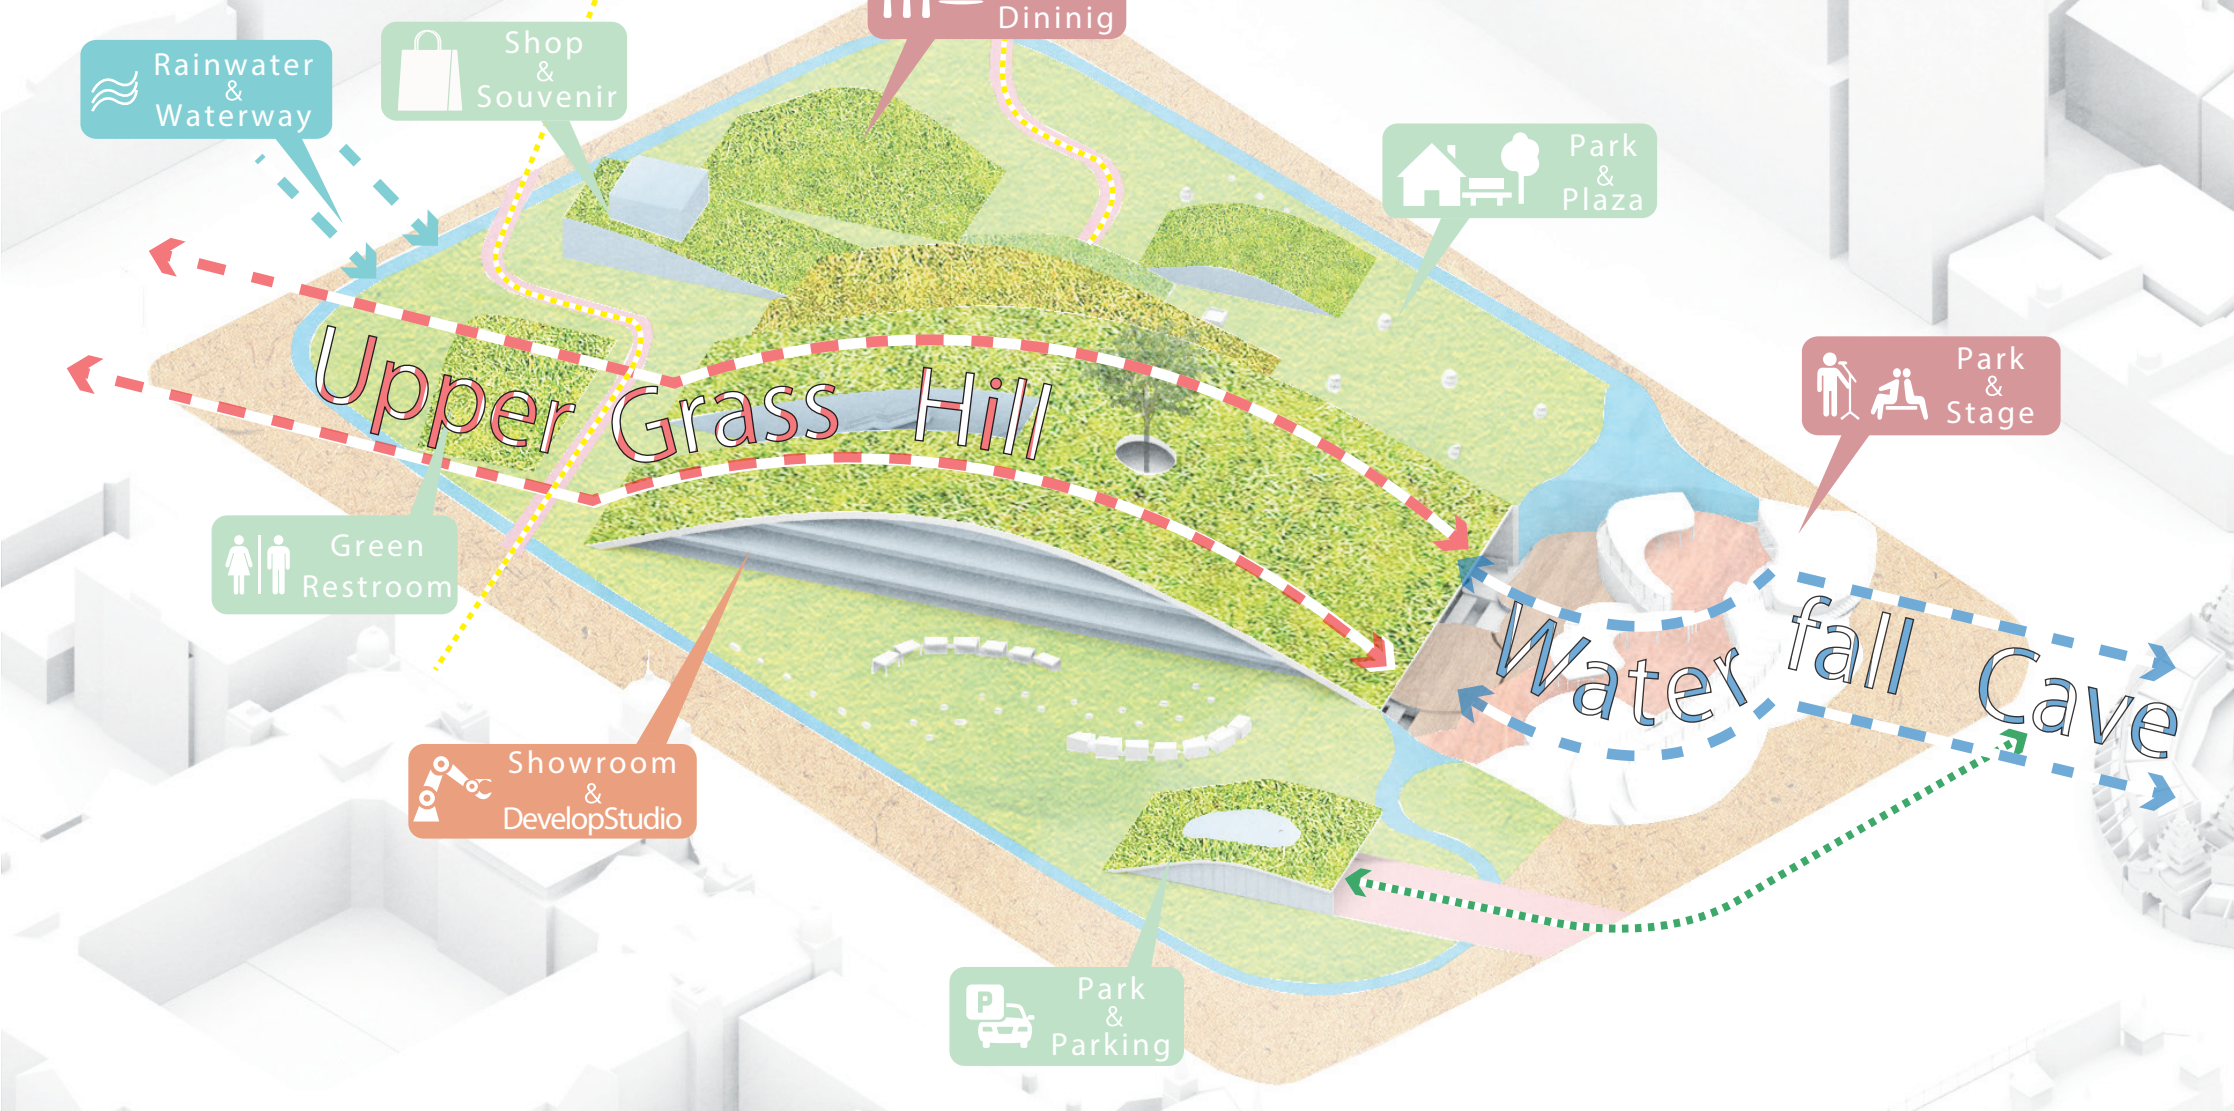 Dininig
Rainwater
&
Waterway
Shop
&
Souvenir
Park
&
Plaza
Park
&
Stage
Upper Grass Hill
Green
Restroom
Water fall Cave
Showroom
&
DevelopStudio
P
Park
&
Parking